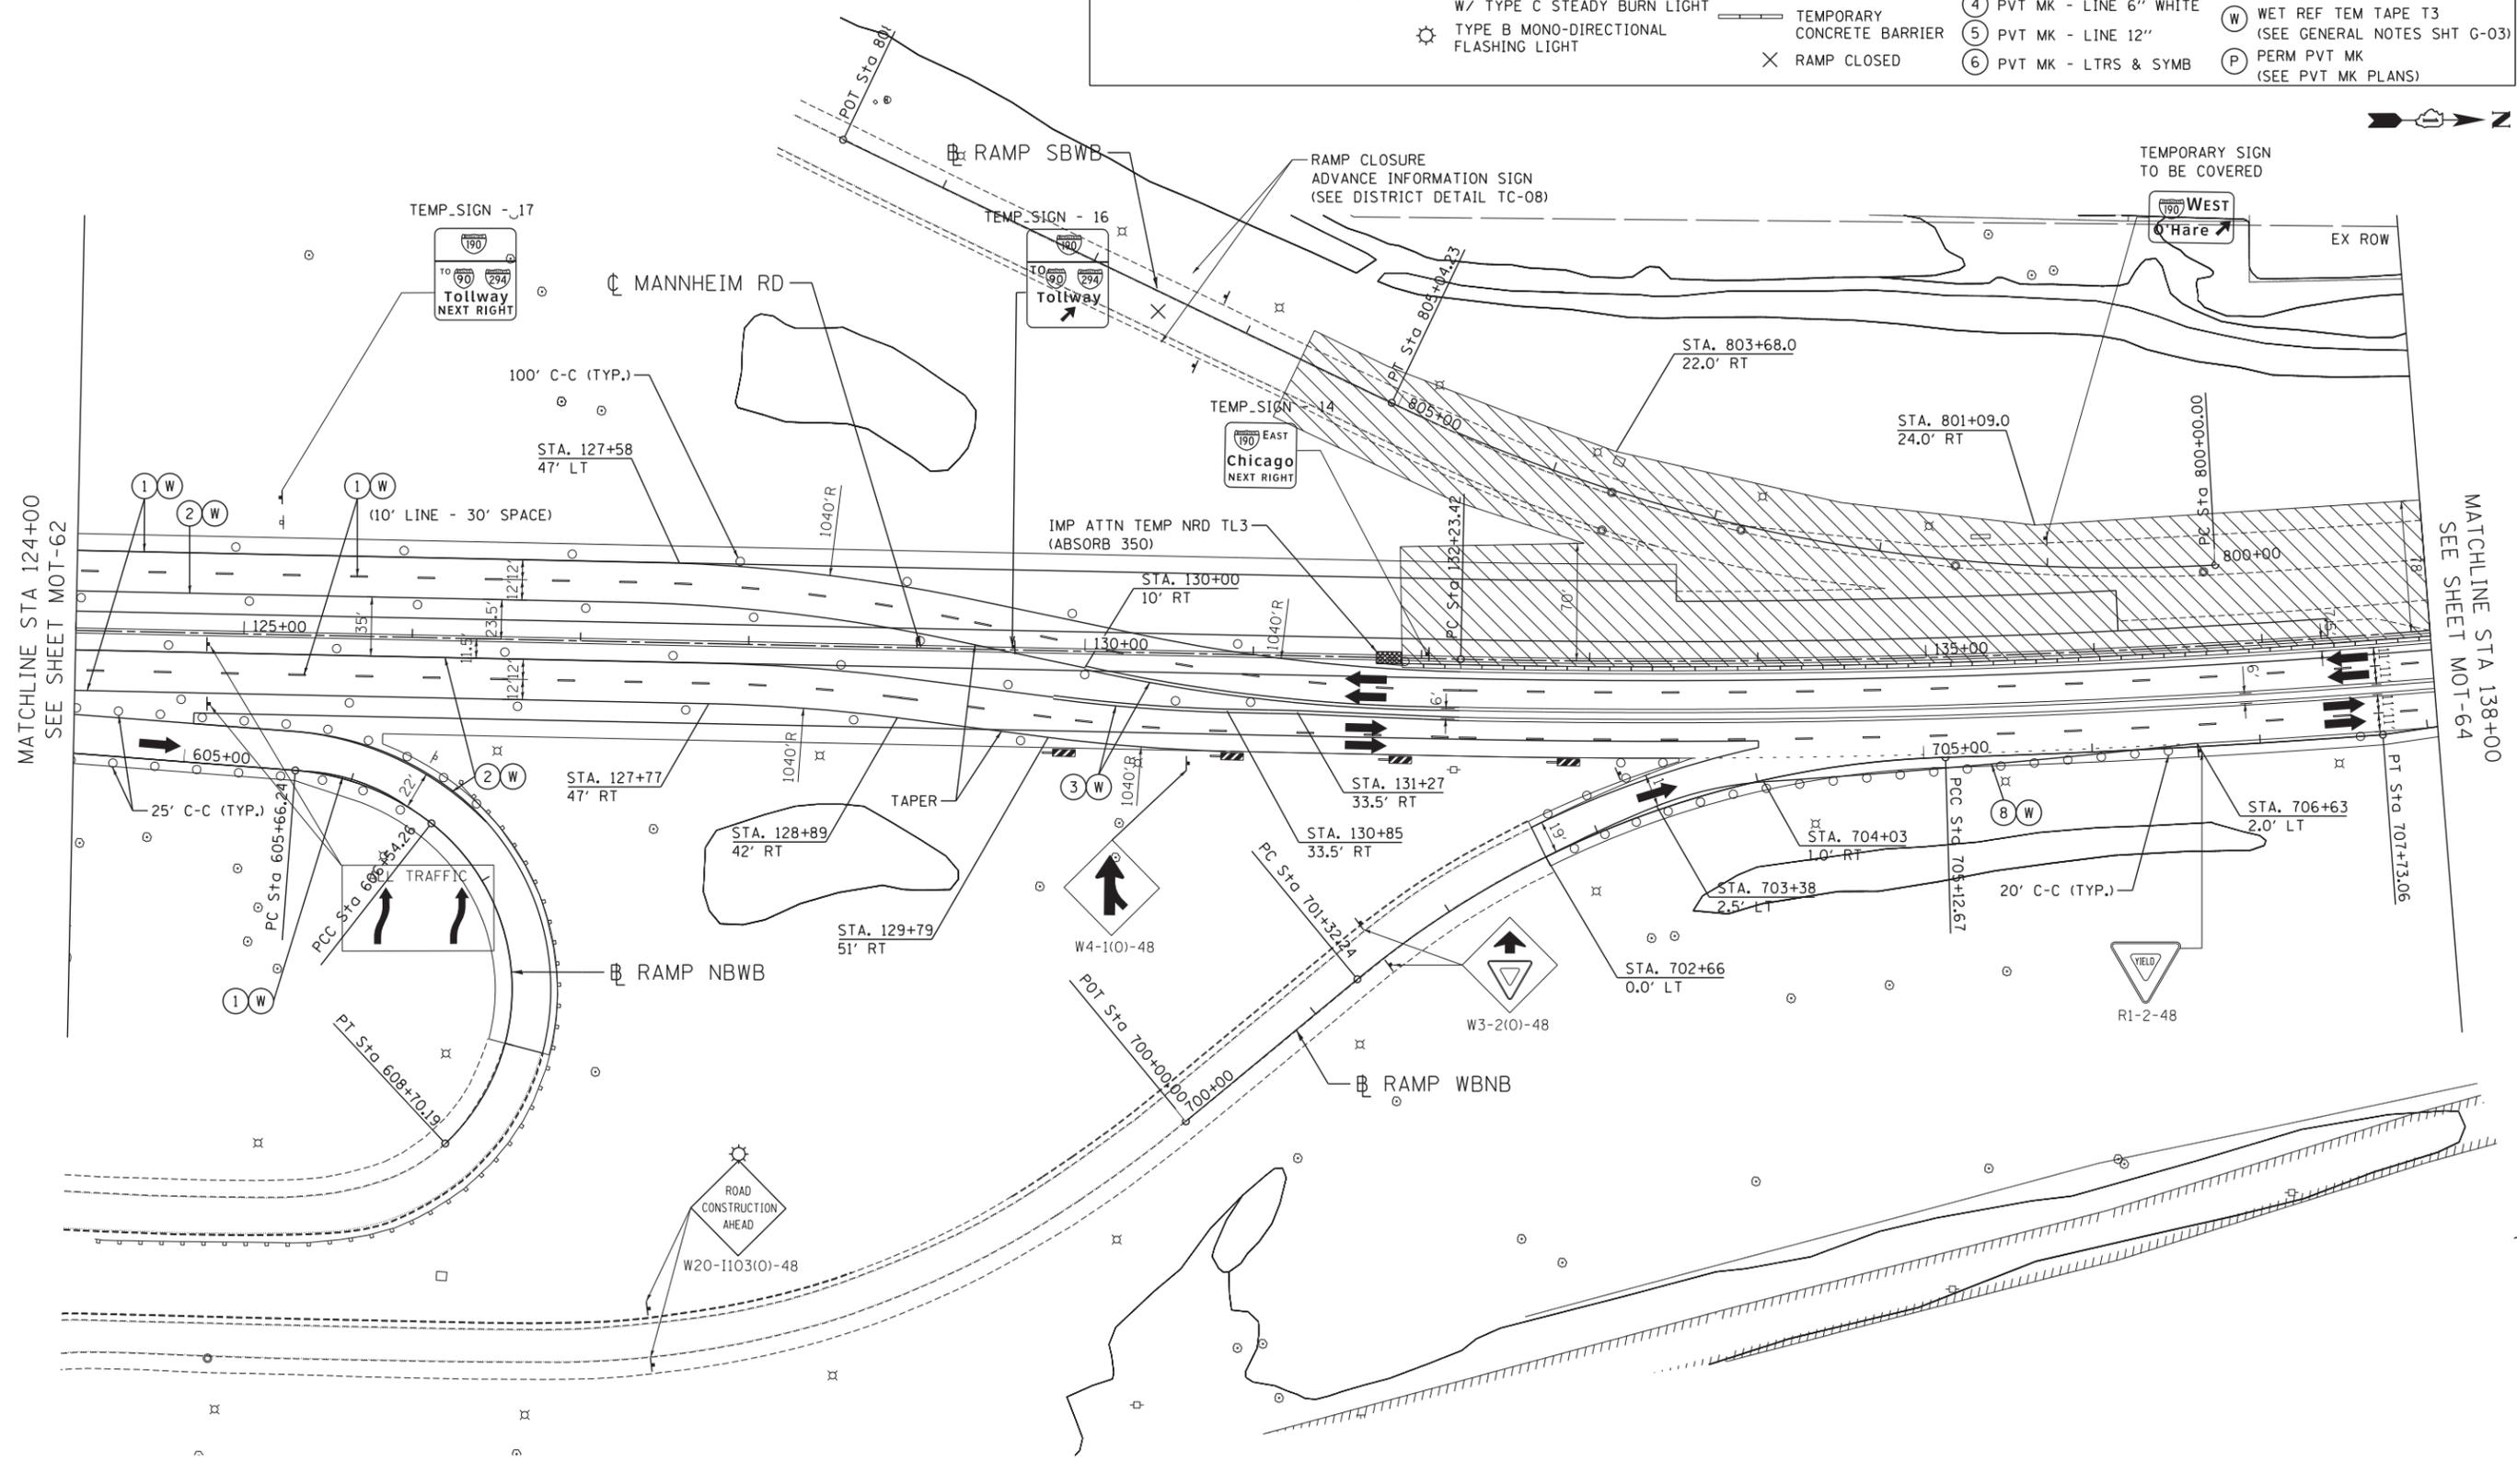 W/ TYPE C STEADY BURN LIGHT
TYPE B MONO-DIRECTIONAL
FLASHING LIGHT
TEMPORARY
CONCRETE BARRIER
RAMP CLOSED
4 PVT MK - LINE 6" WHITE
5 PVT MK - LINE 12"
6 PVT MK - LTRS & SYMB
W WET REF TEM TAPE T3
(SEE GENERAL NOTES SHT G-03)
P PERM PVT MK
(SEE PVT MK PLANS)
N
POT Sta 80
BL RAMP SBWB
RAMP CLOSURE
ADVANCE INFORMATION SIGN
(SEE DISTRICT DETAIL TC-08)
TEMPORARY SIGN
TO BE COVERED
190 WEST
O'Hare
EX ROW
TEMP_SIGN - 17
190
TO 90 294
Tollway
NEXT RIGHT
TEMP_SIGN - 16
190
TO 90 294
Tollway
CL MANNHEIM RD
PT Sta 805+04.23
805+00
STA. 803+68.0
22.0' RT
100' C-C (TYP.)
TEMP_SIGN - 14
190 EAST
Chicago
NEXT RIGHT
STA. 801+09.0
24.0' RT
PC Sta 800+00.00
800+00
STA. 127+58
47' LT
1 W
2 W
1 W
(10' LINE - 30' SPACE)
1040'R
IMP ATTN TEMP NRD TL3
(ABSORB 350)
PC Sta 132+23.42
STA. 130+00
10' RT
70'
1040'R
MATCHLINE STA 124+00
SEE SHEET MOT-62
MATCHLINE STA 138+00
SEE SHEET MOT-64
12'
12'
35'
23.5'
11.5'
12'
12'
125+00
130+00
135+00
6'
6'
11'
11'
11'
11'
605+00
705+00
25' C-C (TYP.)
22'
2 W
STA. 127+77
47' RT
1040'R
TAPER
3 W
1040'R
STA. 131+27
33.5' RT
STA. 128+89
42' RT
STA. 130+85
33.5' RT
STA. 129+79
51' RT
W4-1(O)-48
PC Sta 605+66.24
PCC Sta 606+54.26
TRAFFIC
1 W
BL RAMP NBWB
PT Sta 608+70.19
19'
STA. 704+03
1.0' RT
8 W
STA. 706+63
2.0' LT
PT Sta 707+73.06
PCC Sta 705+12.67
20' C-C (TYP.)
STA. 703+38
2.5' LT
STA. 702+66
0.0' LT
YIELD
R1-2-48
PC Sta 701+32.24
W3-2(O)-48
POT Sta 700+00.00
700+00
BL RAMP WBNB
ROAD
CONSTRUCTION
AHEAD
W20-I103(O)-48